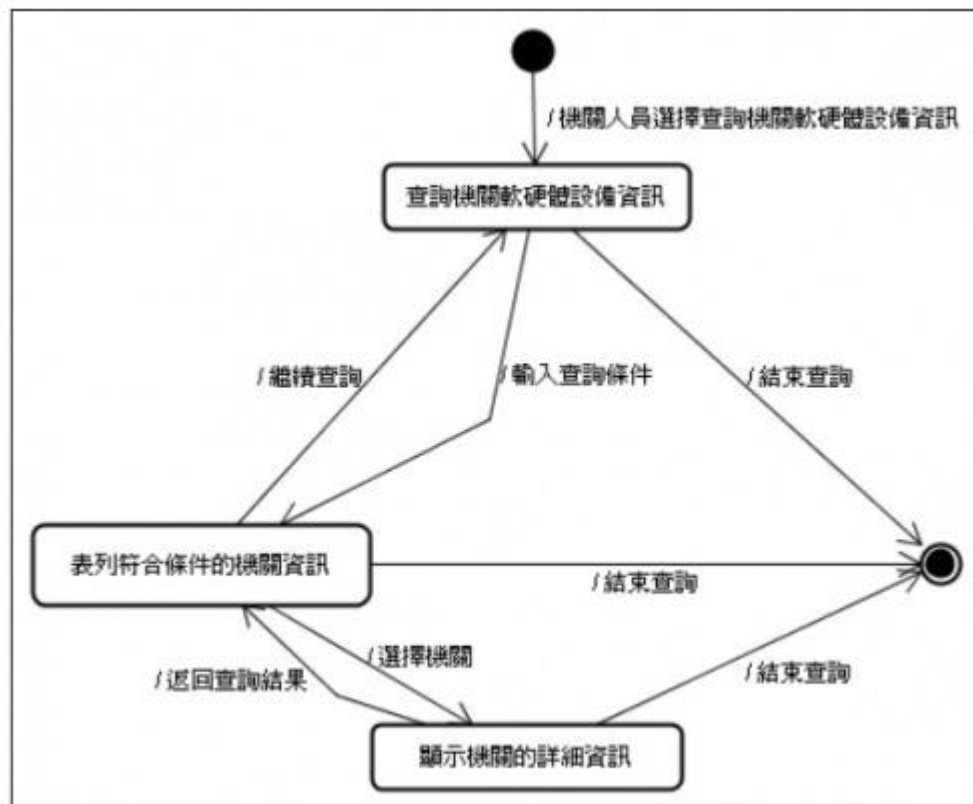 /機關人員選擇查詢機關軟硬體設備資訊
查詢機關軟硬體設備資訊
/繼續查詢
/輸入查詢條件
/結束查詢
表列符合條件的機關資訊
/結束查詢
/選擇機關
/返回查詢結果
/結束查詢
顯示機關的詳細資訊